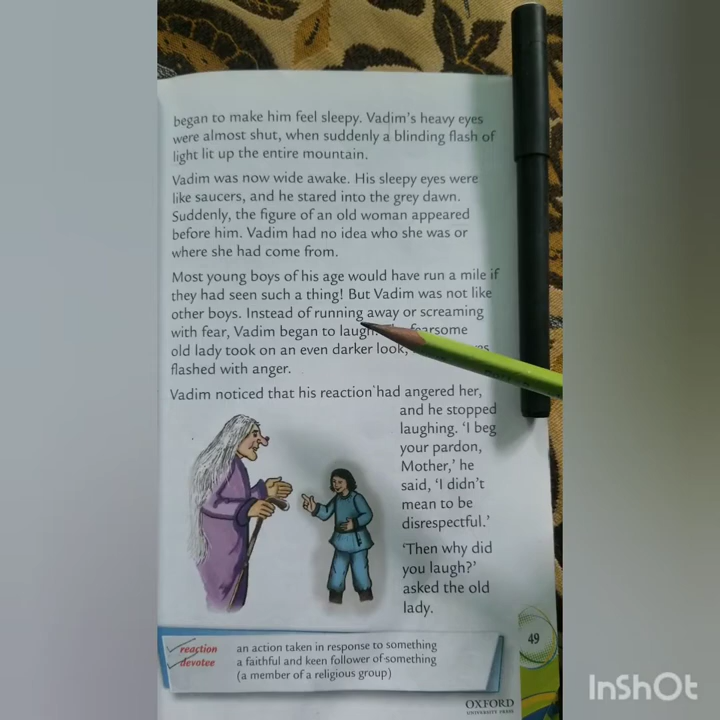 began to make him feel sleepy. Vadim's heavy eyes
were almost shut, when suddenly a blinding flash of
light lit up the entire mountain.
Vadim was now wide awake. His sleepy eyes were
like saucers, and he stared into the grey dawn.
Suddenly, the figure of an old woman appeared
before him. Vadim had no idea who she was or
where she had come from.
Most young boys of his age would have run a mile if
they had seen such a thing! But Vadim was not like
other boys. Instead of running away or screaming
with fear, Vadim began to laugh. fearsome
old lady took on an even darker look,
flashed with anger.
Vadim noticed that his reaction had angered her,
and he stopped
laughing. 'I beg
your pardon,
Mother,' he
said, 'I didn't
mean to be
disrespectful.'
'Then why did
you laugh?'
asked the old
lady.
49
reaction an action taken in response to something
devotee a faithful and keen follower of something
(a member of a religious group)
OXFORD
UNIVERSITY PRESS
InShOt